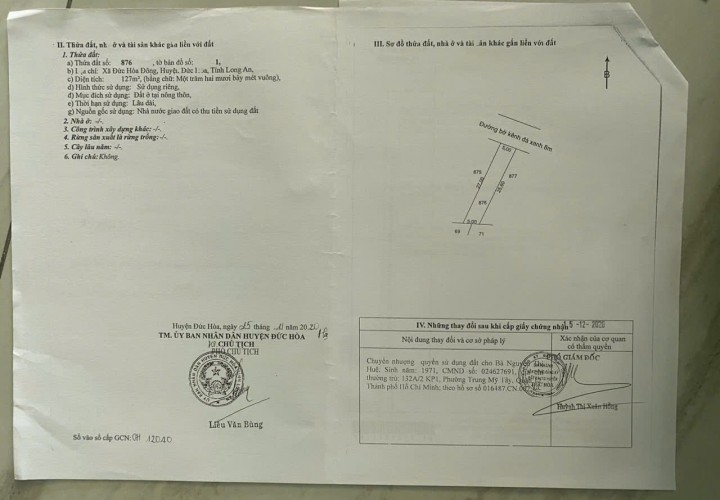 II. Thửa đất, nh ở và tài sản khác gắn liền với đất
1. Thửa đất:
a) Thửa đất số: 876, tờ bản đồ số: 1,
b) chỉ: Xã Đức Hòa Đông, Huyện, Đức, Tỉnh Long An,
c) Diện tích: 127m², (bằng chữ: Một trăm hai mươi bảy mét vuông),
d) Hình thức sử dụng: Sử dụng riêng,
đ) Mục đích sử dụng: Đất ở tại nông thôn,
e) Thời hạn sử dụng: Lâu dài,
g) Nguồn gốc sử dụng: Nhà nước giao đất có thu tiền sử dụng đất
2. Nhà ở: -/-.
3. Công trình xây dựng khác: -/-.
4. Rừng sản xuất là rừng trồng: -/-.
5. Cây lâu năm: -/-.
6. Ghi chú: Không.
Huyện Đức Hòa, ngày 25 tháng
TM. ỦY BAN NHÂN DÂN HUYỆN ĐỨC HÒA
CHỦ TỊCH
PHÓ CHỦ TỊCH
Liễu Văn Bùng
Số vào sổ cấp GCN: CH 12040
III. Sơ đồ thửa đất, nhà ở và tài sản khác gắn liền với đất
B
Đường bờ kênh đá xanh 8m
5,00
875
877
876
5,00
69
71
IV. Những thay đổi sau khi cấp giấy chứng nhận
-12-2020
Nội dung thay đổi và cơ sở pháp lý
Xác nhận của cơ quan
có thẩm quyền
Chuyển nhượng quyền sử dụng đất cho Bà
Huệ, Sinh năm: 1971, CMND số: 024627691,
thường trú: 132A/2 KP1, Phường Trung Mỹ Tây,
Thành phố Hồ Chí Minh; theo hồ sơ số 016487.CN.
PHÓ GIÁM ĐỐC
Huỳnh Thị Xuân Hồng